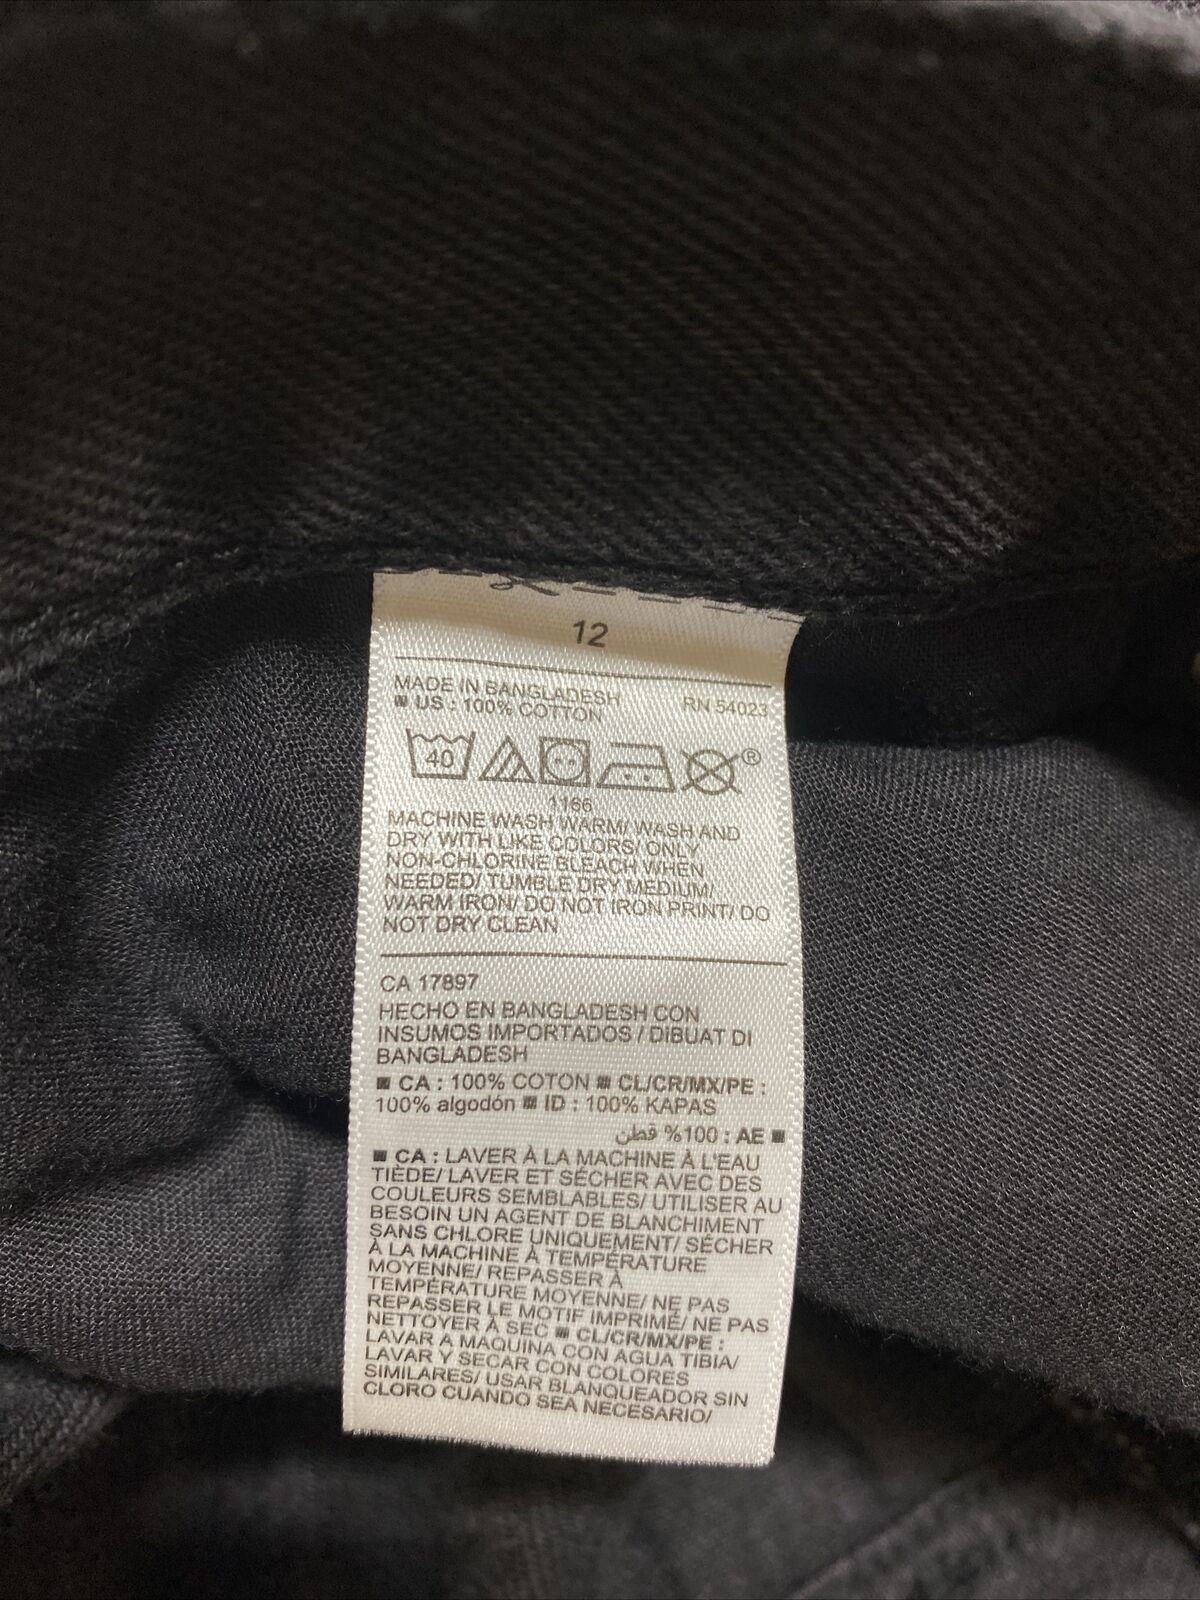 12
MADE IN BANGLADESH RN 54023
■ US : 100% COTTON
40 ®
1166
MACHINE WASH WARM/ WASH AND
DRY WITH LIKE COLORS/ ONLY
NON-CHLORINE BLEACH WHEN
NEEDED/ TUMBLE DRY MEDIUM/
WARM IRON/ DO NOT IRON PRINT/ DO
NOT DRY CLEAN
CA 17897
HECHO EN BANGLADESH CON
INSUMOS IMPORTADOS / DIBUAT DI
BANGLADESH
■ CA : 100% COTON ■ CL/CR/MX/PE :
100% algodón ■ ID : 100% KAPAS
■ AE : 100% قطن
■ CA : LAVER À LA MACHINE À L'EAU
TIÈDE/ LAVER ET SÉCHER AVEC DES
COULEURS SEMBLABLES/ UTILISER AU
BESOIN UN AGENT DE BLANCHIMENT
SANS CHLORE UNIQUEMENT/ SÉCHER
À LA MACHINE À TEMPÉRATURE
MOYENNE/ REPASSER À
TEMPÉRATURE MOYENNE/ NE PAS
REPASSER LE MOTIF IMPRIMÉ/ NE PAS
NETTOYER À SEC ■ CL/CR/MX/PE :
LAVAR A MAQUINA CON AGUA TIBIA/
LAVAR Y SECAR CON COLORES
SIMILARES/ USAR BLANQUEADOR SIN
CLORO CUANDO SEA NECESARIO/